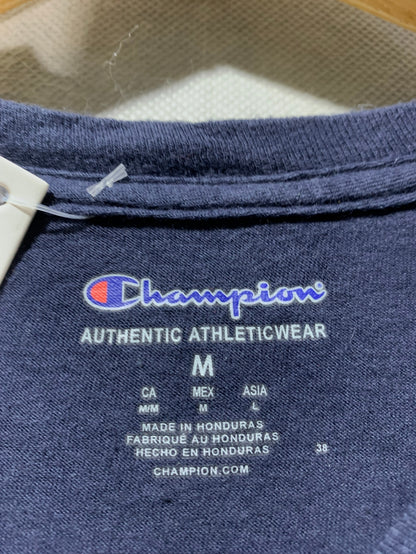 Champion
AUTHENTIC ATHLETICWEAR
M
CA MEX ASIA
M/M M L
MADE IN HONDURAS
FABRIQUÉ AU HONDURAS
HECHO EN HONDURAS
38
CHAMPION.COM